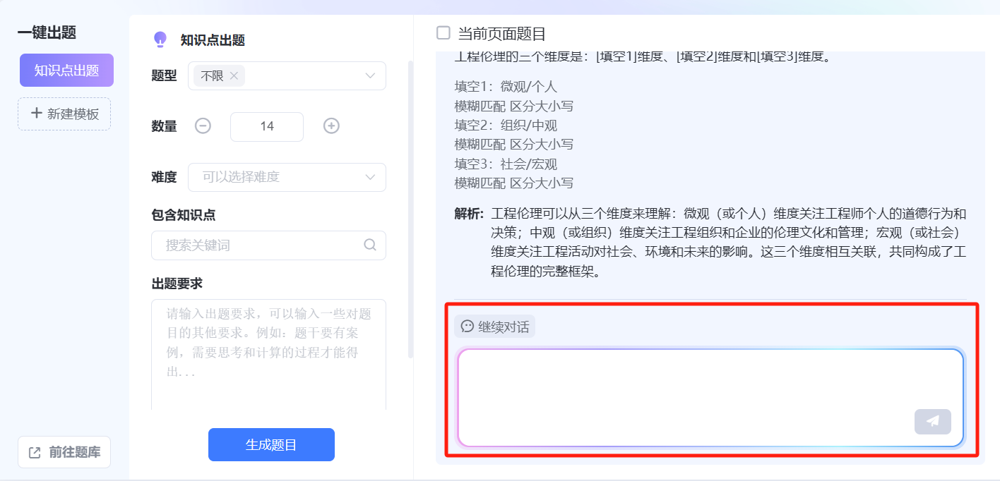 一键出题
知识点出题
新建模板
前往题库
知识点出题
题型
不限
数量
14
难度
可以选择难度
包含知识点
搜索关键词
出题要求
请输入出题要求，可以输入一些对题
目的其他要求。例如：题干要有案
例，需要思考和计算的过程才能得
出...
生成题目
当前页面题目
工程伦理的三个维度是：[填空1]维度、[填空2]维度和[填空3]维度。
填空1：微观/个人
模糊匹配 区分大小写
填空2：组织/中观
模糊匹配 区分大小写
填空3：社会/宏观
模糊匹配 区分大小写
解析：工程伦理可以从三个维度来理解：微观（或个人）维度关注工程师个人的道德行为和
决策；中观（或组织）维度关注工程组织和企业的伦理文化和管理；宏观（或社会）
维度关注工程活动对社会、环境和未来的影响。这三个维度相互关联，共同构成了工
程伦理的完整框架。
继续对话